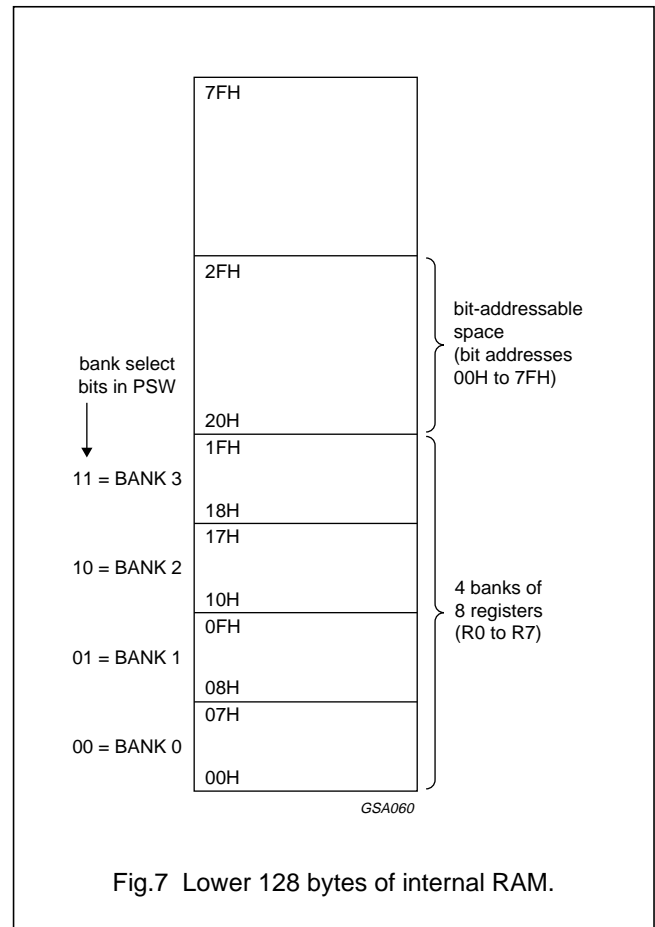 7FH
2FH
bit-addressable
space
(bit addresses
00H to 7FH)
bank select
bits in PSW
20H
1FH
11 = BANK 3
18H
17H
10 = BANK 2
10H
4 banks of
8 registers
(R0 to R7)
0FH
01 = BANK 1
08H
07H
00 = BANK 0
00H
GSA060
Fig.7 Lower 128 bytes of internal RAM.